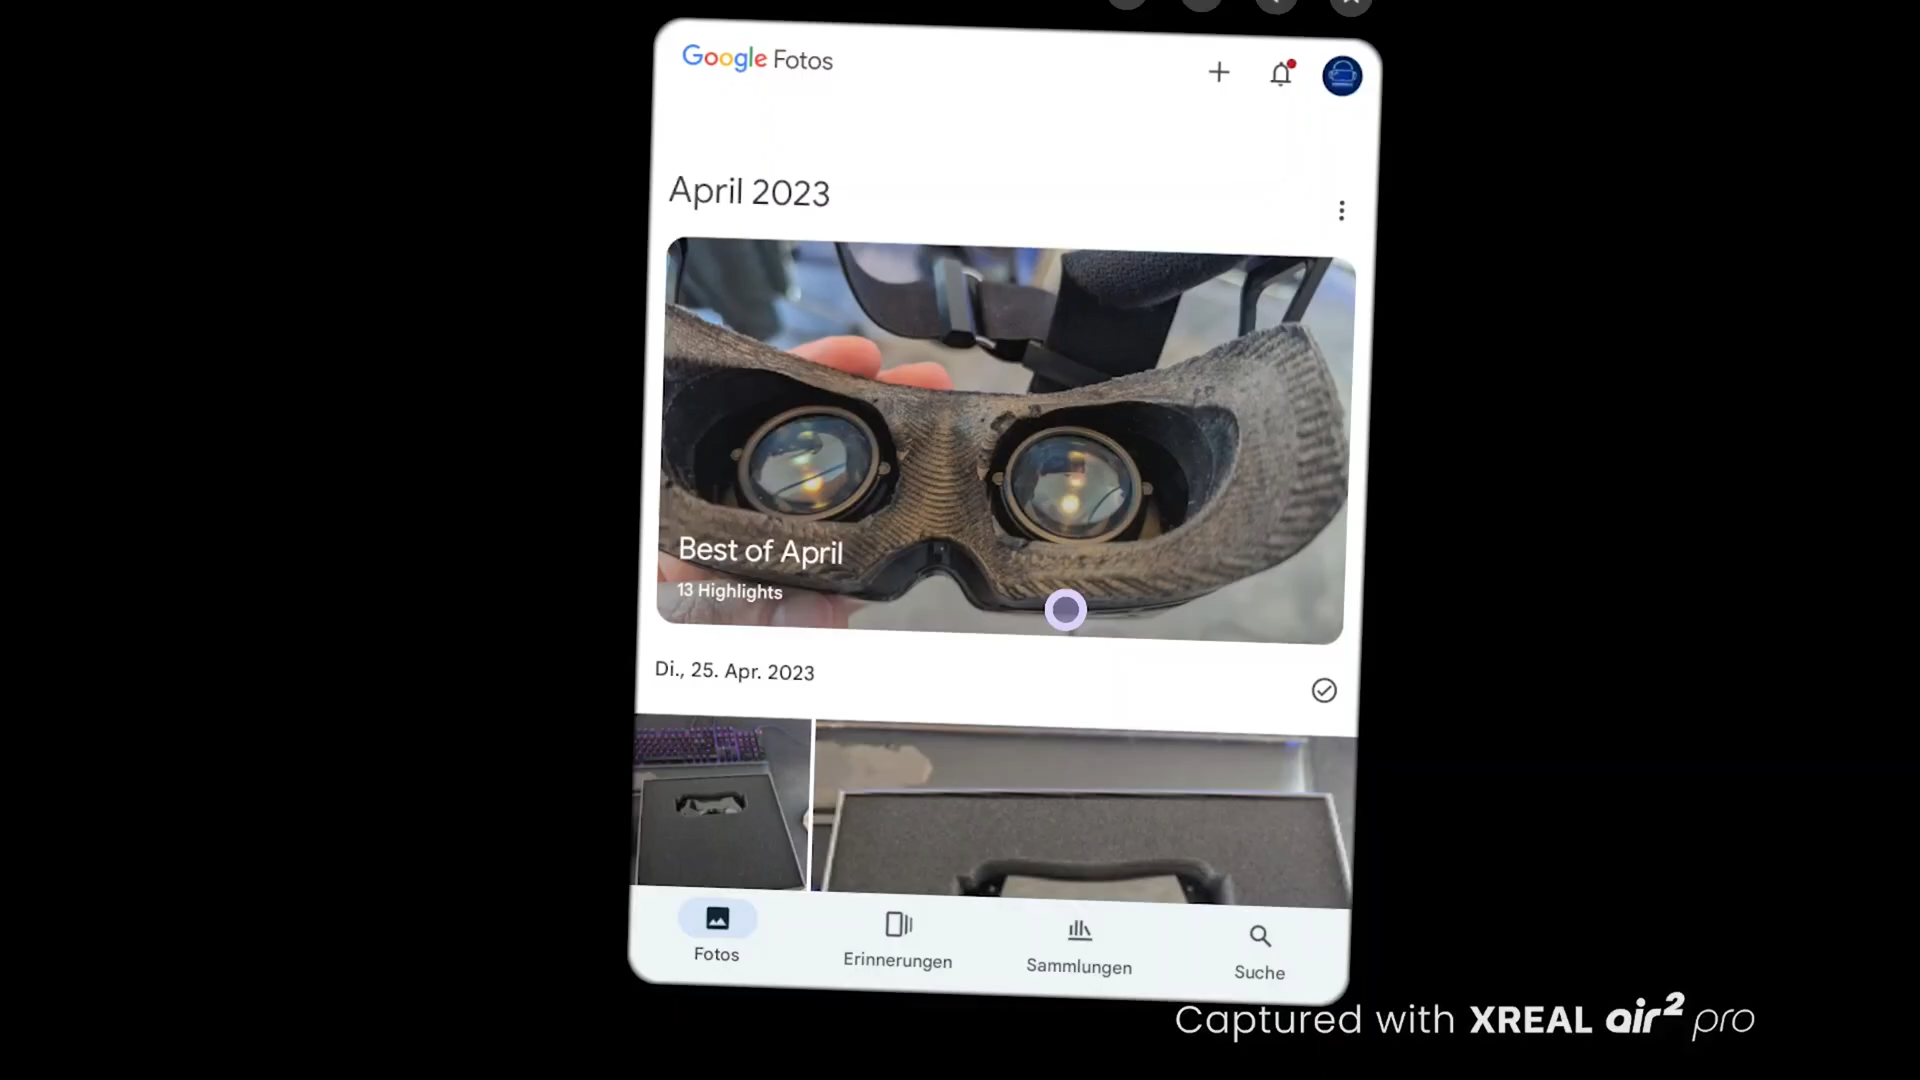 Google Fotos
April 2023
Best of April
13 Highlights
Di., 25. Apr. 2023
Fotos
Erinnerungen
Sammlungen
Suche
Captured with XREAL air2 pro